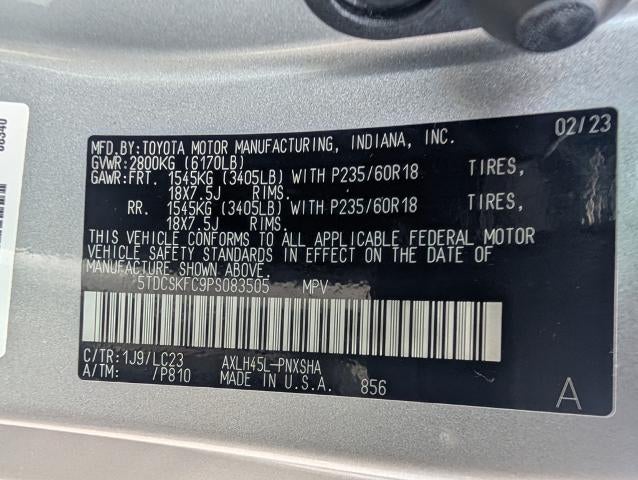 MFD.BY:TOYOTA MOTOR MANUFACTURING, INDIANA, INC. 02/23
GVWR:2800KG (6170LB)
GAWR:FRT. 1545KG (3405LB) WITH P235/60R18 TIRES,
18X7.5J RIMS.
RR. 1545KG (3405LB) WITH P235/60R18 TIRES,
18X7.5J RIMS.
THIS VEHICLE CONFORMS TO ALL APPLICABLE FEDERAL MOTOR
VEHICLE SAFETY STANDARDS IN EFFECT ON THE DATE OF
MANUFACTURE SHOWN ABOVE.
5TDCSKFC9PS083505 MPV
C/TR:1J9/LC23 AXLH45L-PNXSHA
A/TM: /P810 MADE IN U.S.A. 856 A